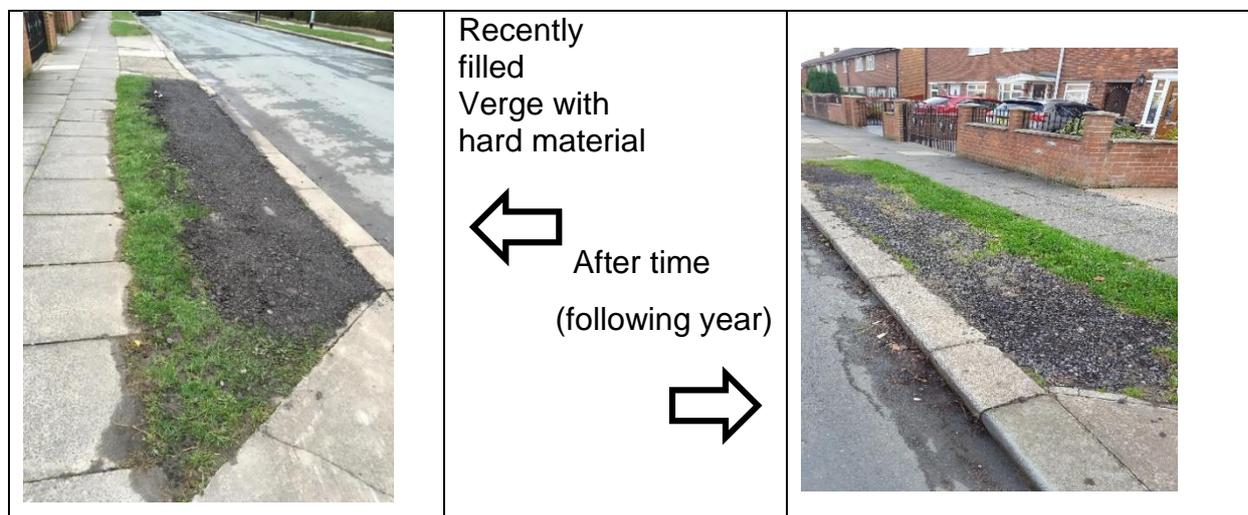 Recently
filled
Verge with
hard material
After time
(following year)